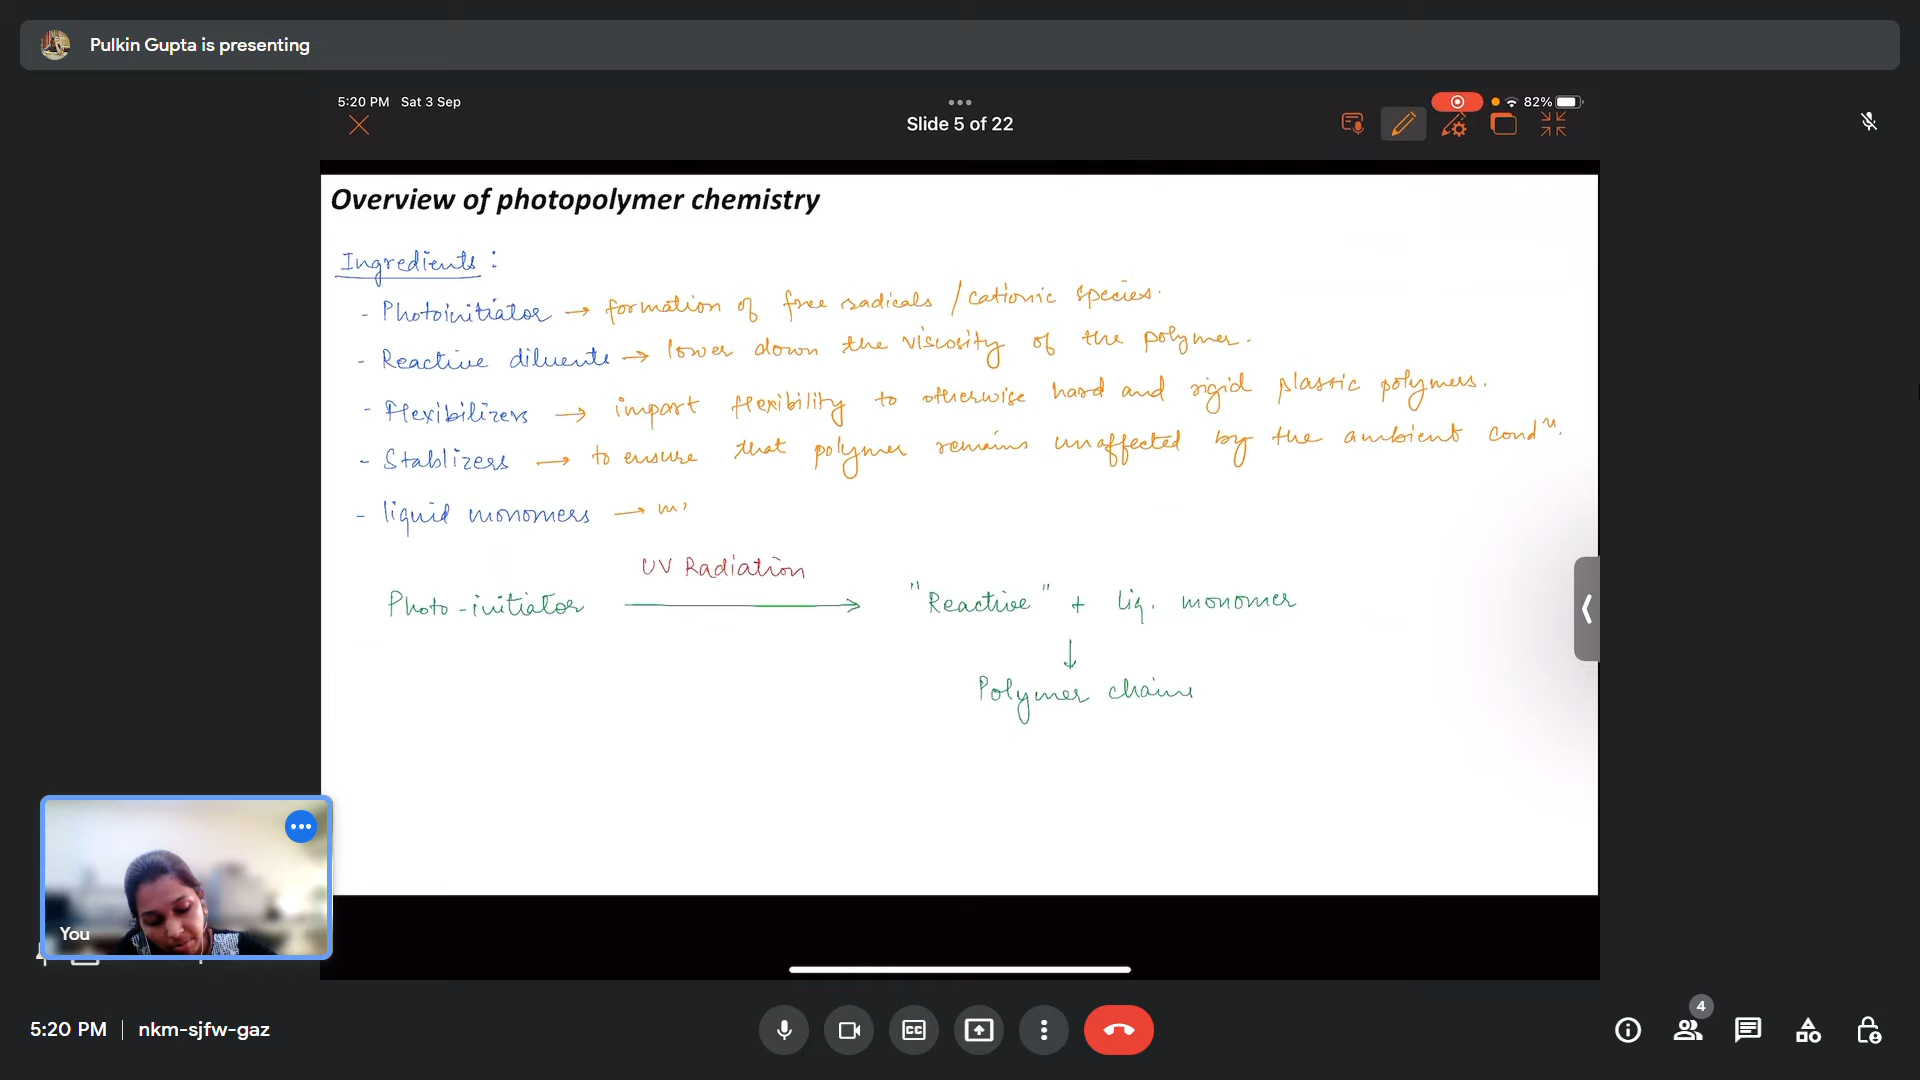 Pulkin Gupta is presenting
5:20 PM Sat 3 Sep
82%
Slide 5 of 22
Overview of photopolymer chemistry
Ingredients :
- Photoinitiator → formation of free radicals / cationic species.
- Reactive diluents → lower down the viscosity of the polymer.
- Flexibilizers → impart flexibility to otherwise hard and rigid plastic polymers.
- Stablizers → to ensure that polymer remains unaffected by the ambient condⁿ.
- liquid monomers →
UV Radiation
Photo-initiator → "Reactive" + liq. monomer
↓
Polymer chains
You
5:20 PM | nkm-sjfw-gaz
CC
4